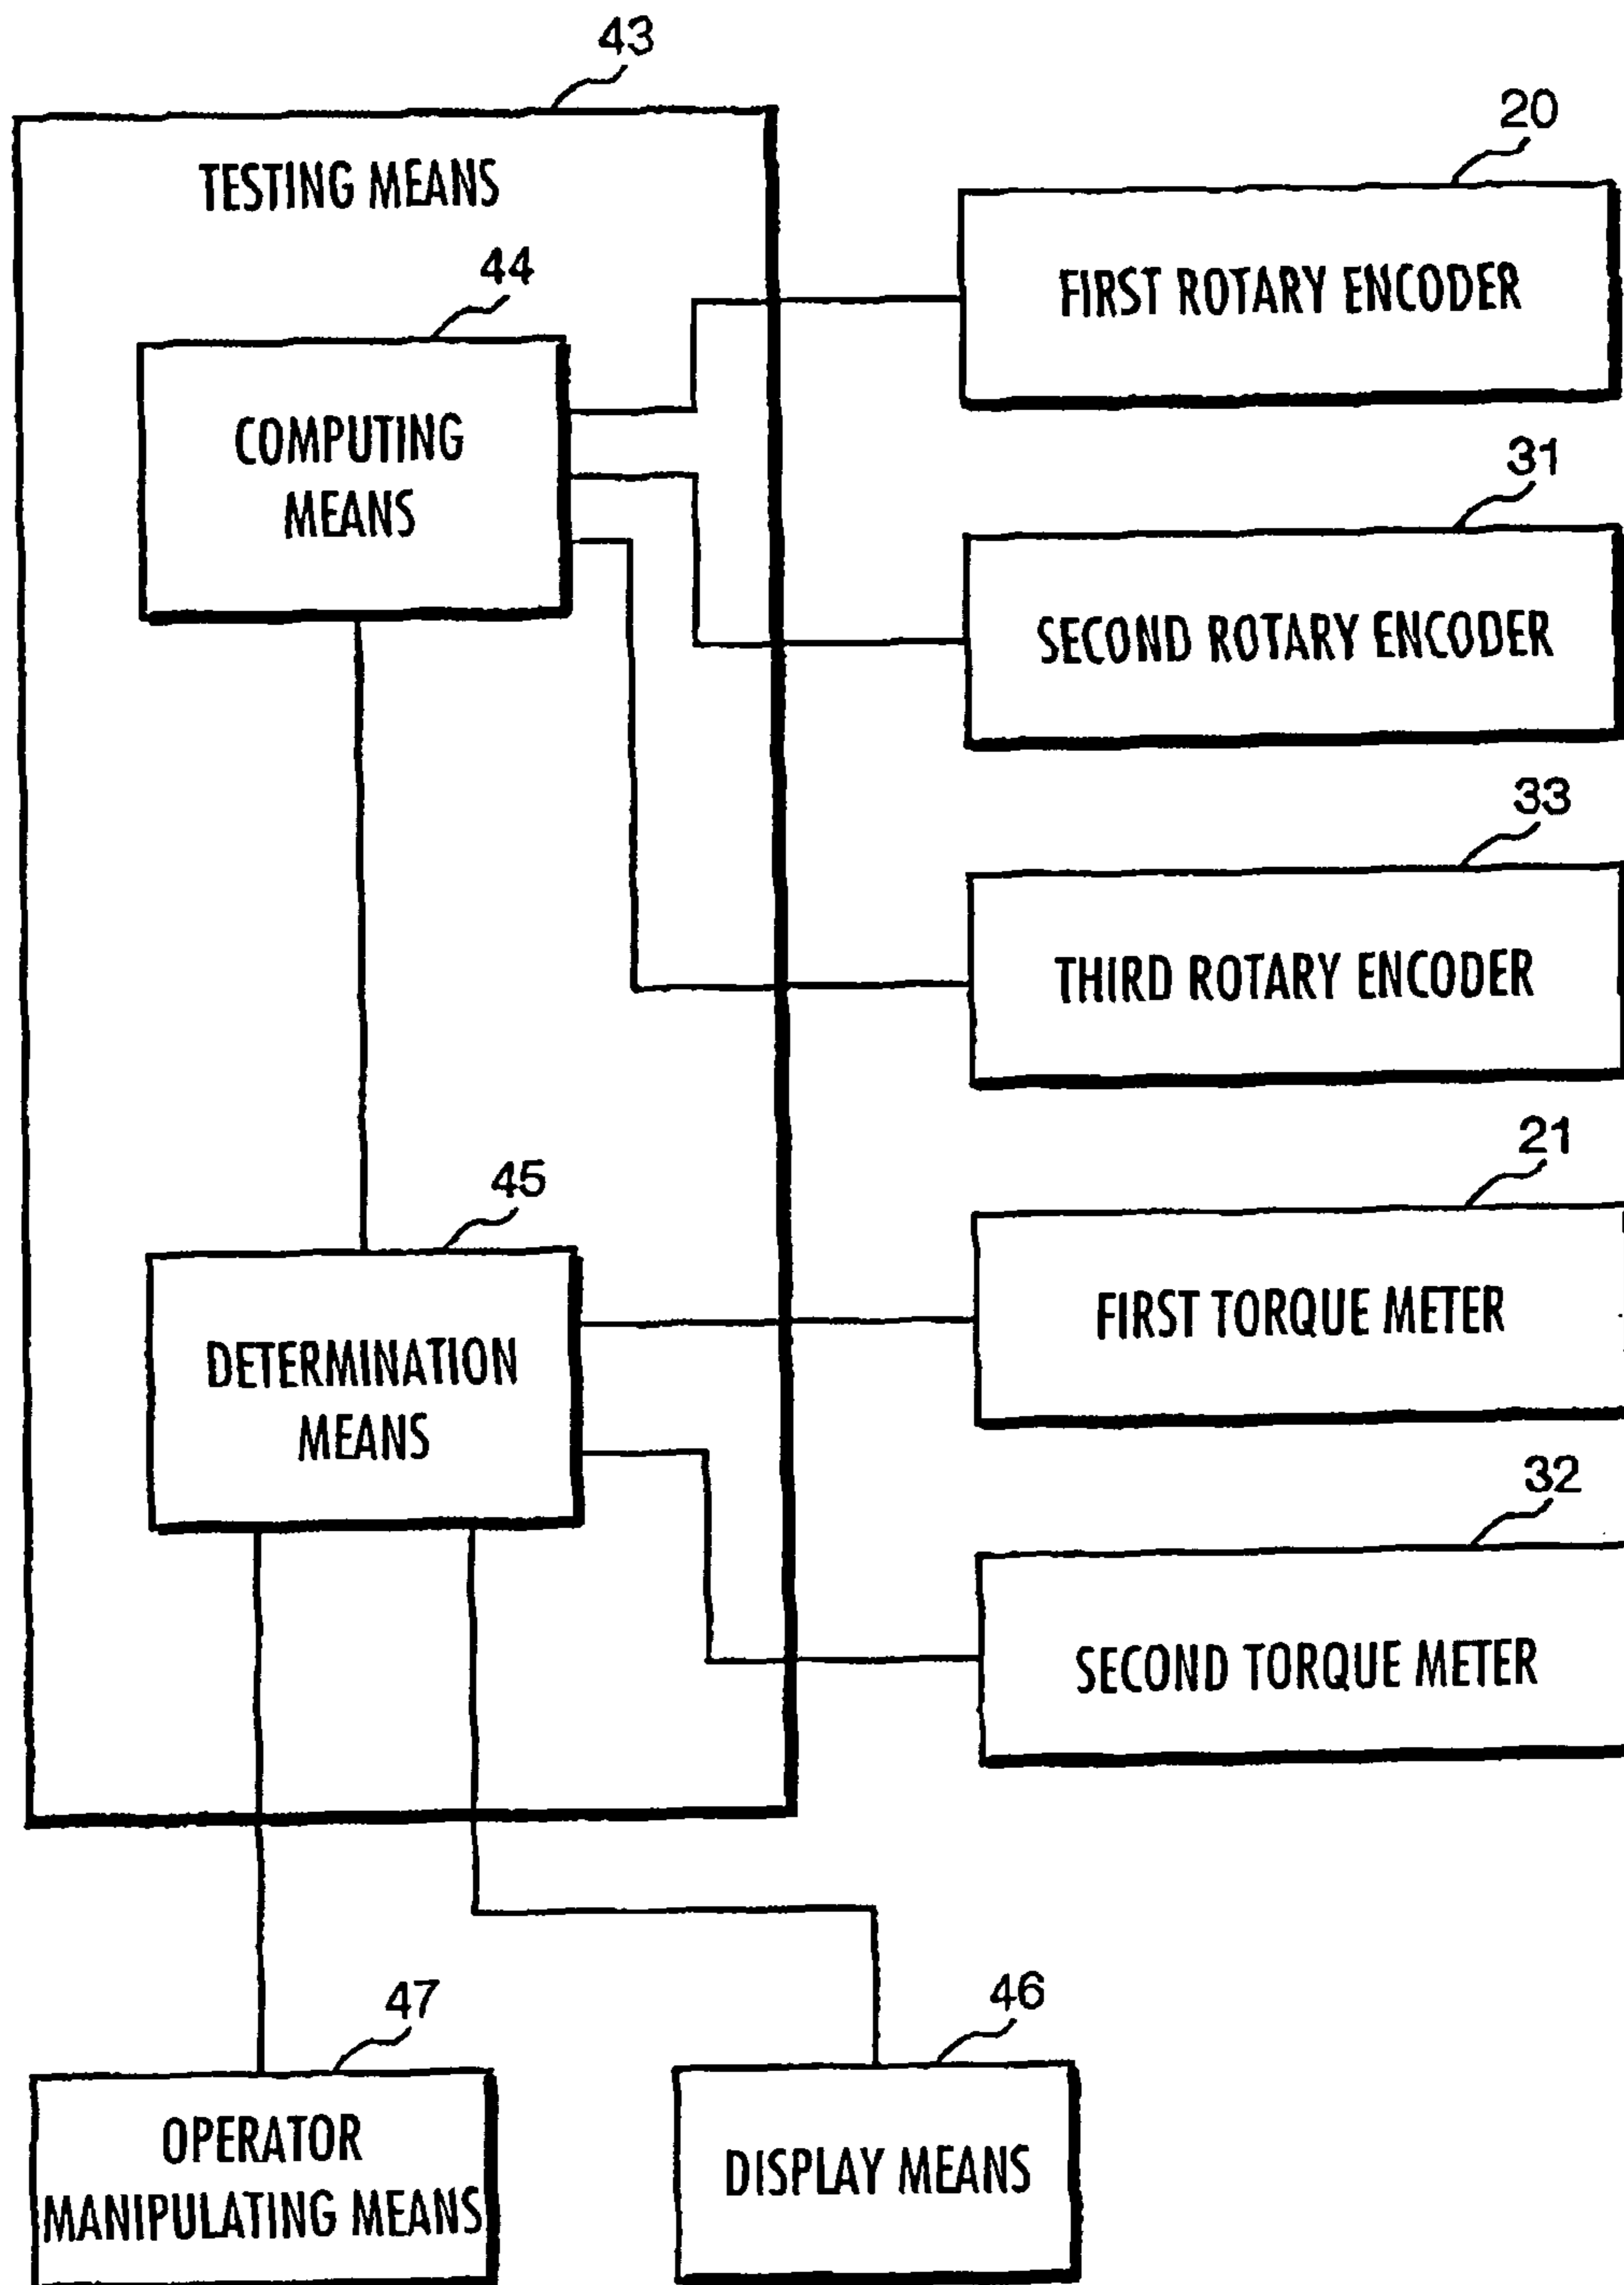 43
TESTING MEANS
44
COMPUTING
MEANS
20
FIRST ROTARY ENCODER
31
SECOND ROTARY ENCODER
33
THIRD ROTARY ENCODER
45
DETERMINATION
MEANS
21
FIRST TORQUE METER
32
SECOND TORQUE METER
47
OPERATOR
MANIPULATING MEANS
46
DISPLAY MEANS